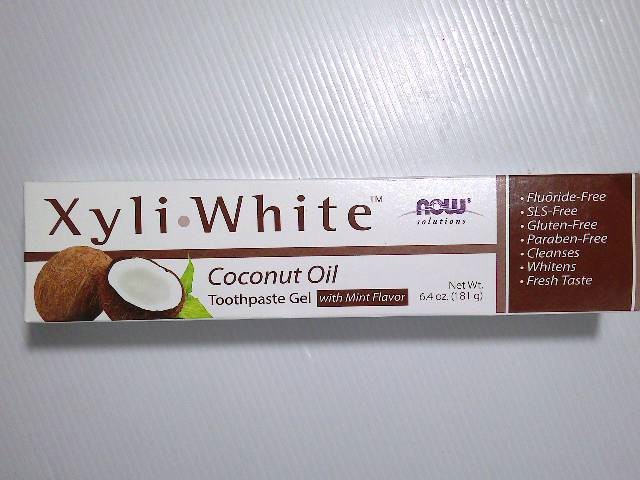 Xyli•White™
now®
solutions
Coconut Oil
Toothpaste Gel with Mint Flavor
Net Wt.
6.4 oz. (181 g)
• Fluoride-Free
• SLS-Free
• Gluten-Free
• Paraben-Free
• Cleanses
• Whitens
• Fresh Taste